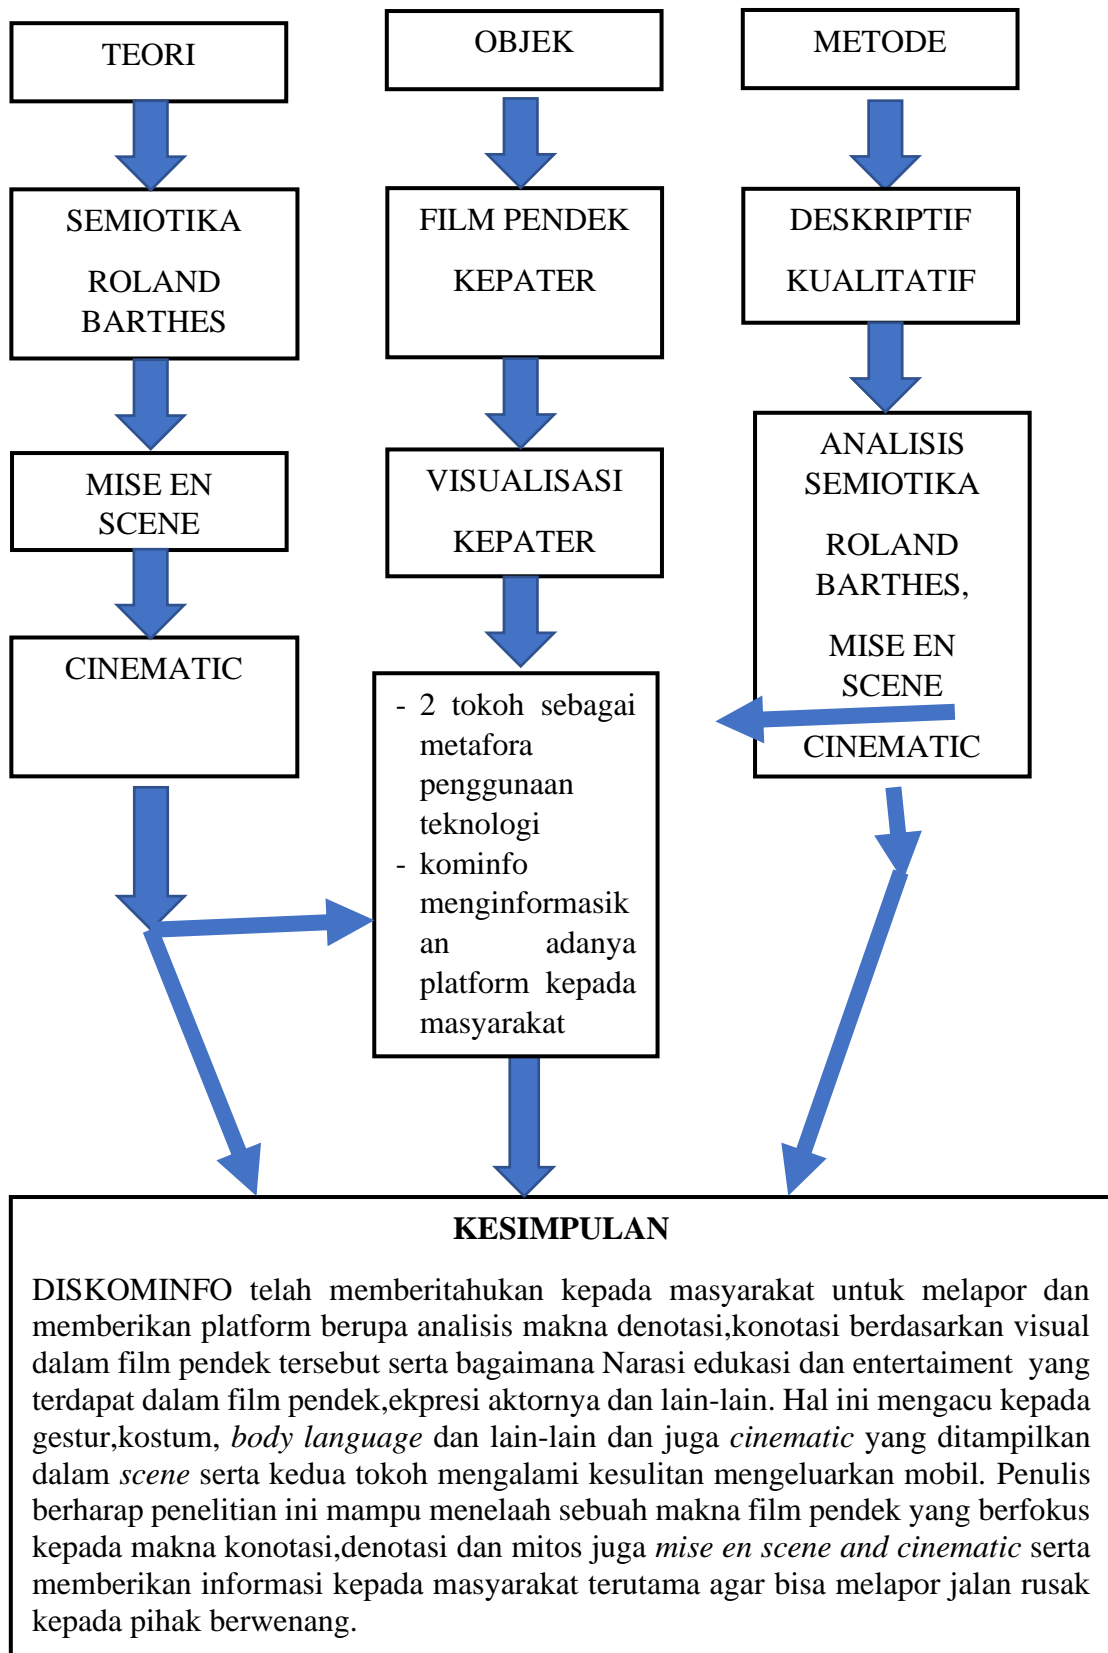 TEORI
OBJEK
METODE
SEMIOTIKA
ROLAND
BARTHES
FILM PENDEK
KEPATER
DESKRIPTIF
KUALITATIF
MISE EN
SCENE
VISUALISASI
KEPATER
ANALISIS
SEMIOTIKA
ROLAND
BARTHES,
MISE EN
SCENE
CINEMATIC
CINEMATIC
- 2 tokoh sebagai
metafora
penggunaan
teknologi
- kominfo
menginformasik
an adanya
platform kepada
masyarakat
KESIMPULAN
DISKOMINFO telah memberitahukan kepada masyarakat untuk melapor dan
memberikan platform berupa analisis makna denotasi,konotasi berdasarkan visual
dalam film pendek tersebut serta bagaimana Narasi edukasi dan entertaiment yang
terdapat dalam film pendek,ekpresi aktornya dan lain-lain. Hal ini mengacu kepada
gestur,kostum, body language dan lain-lain dan juga cinematic yang ditampilkan
dalam scene serta kedua tokoh mengalami kesulitan mengeluarkan mobil. Penulis
berharap penelitian ini mampu menelaah sebuah makna film pendek yang berfokus
kepada makna konotasi,denotasi dan mitos juga mise en scene and cinematic serta
memberikan informasi kepada masyarakat terutama agar bisa melapor jalan rusak
kepada pihak berwenang.